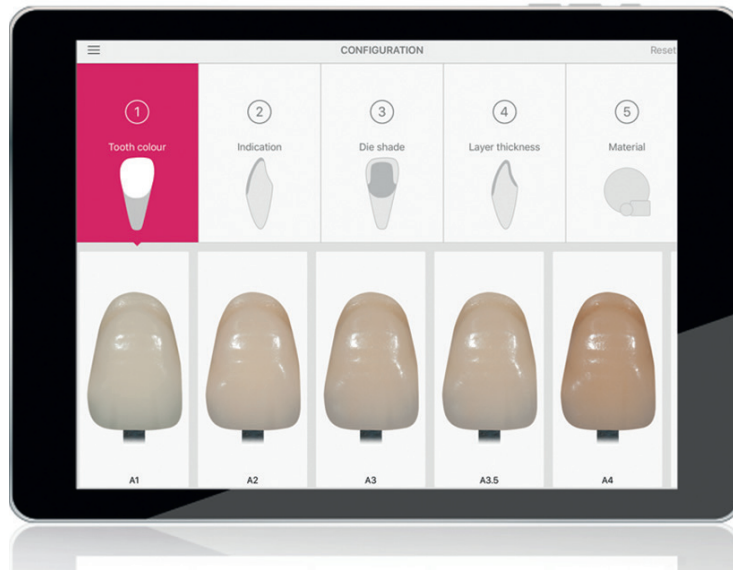 CONFIGURATION
Reset
1
2
3
4
5
Tooth colour
Indication
Die shade
Layer thickness
Material
A1
A2
A3
A3.5
A4